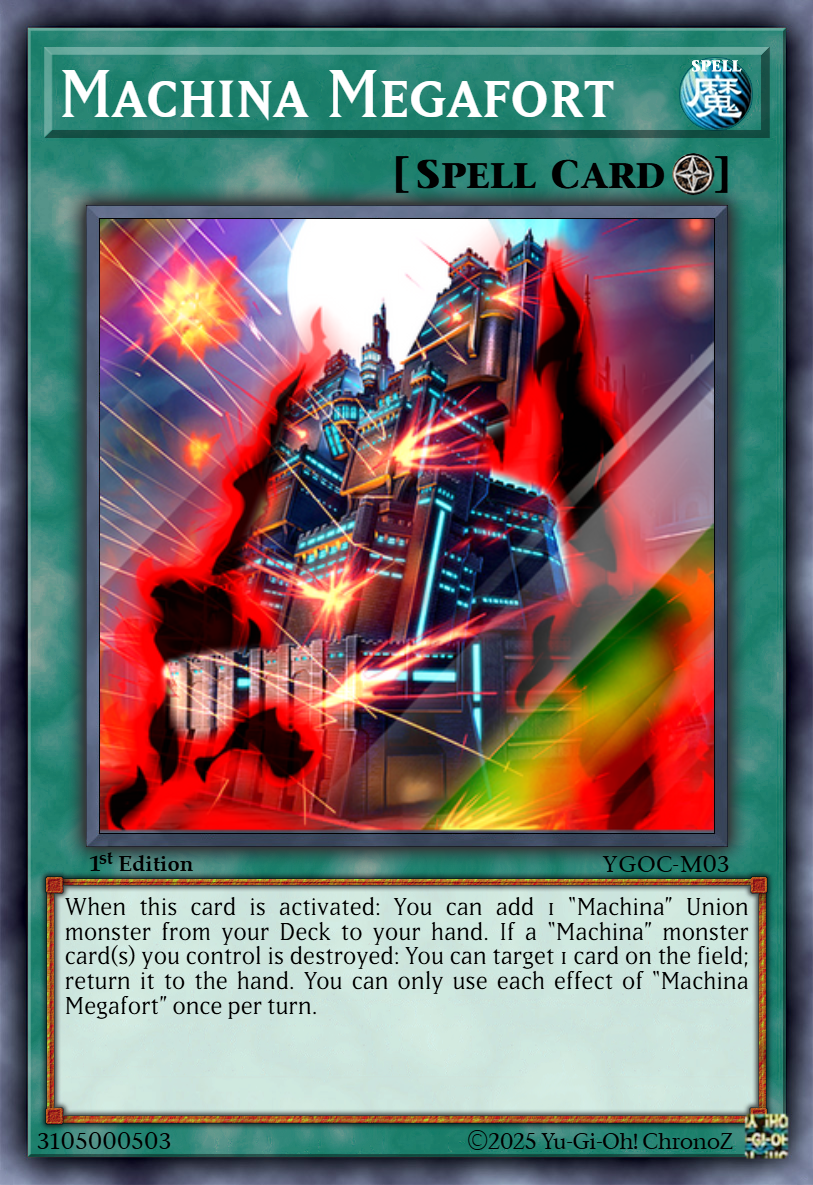 Machina Megafort
SPELL
魔
[Spell Card]
1st Edition
YGOC-M03
When this card is activated: You can add 1 "Machina" Union
monster from your Deck to your hand. If a "Machina" monster
card(s) you control is destroyed: You can target 1 card on the field;
return it to the hand. You can only use each effect of "Machina
Megafort" once per turn.
3105000503
©2025 Yu-Gi-Oh! ChronoZ